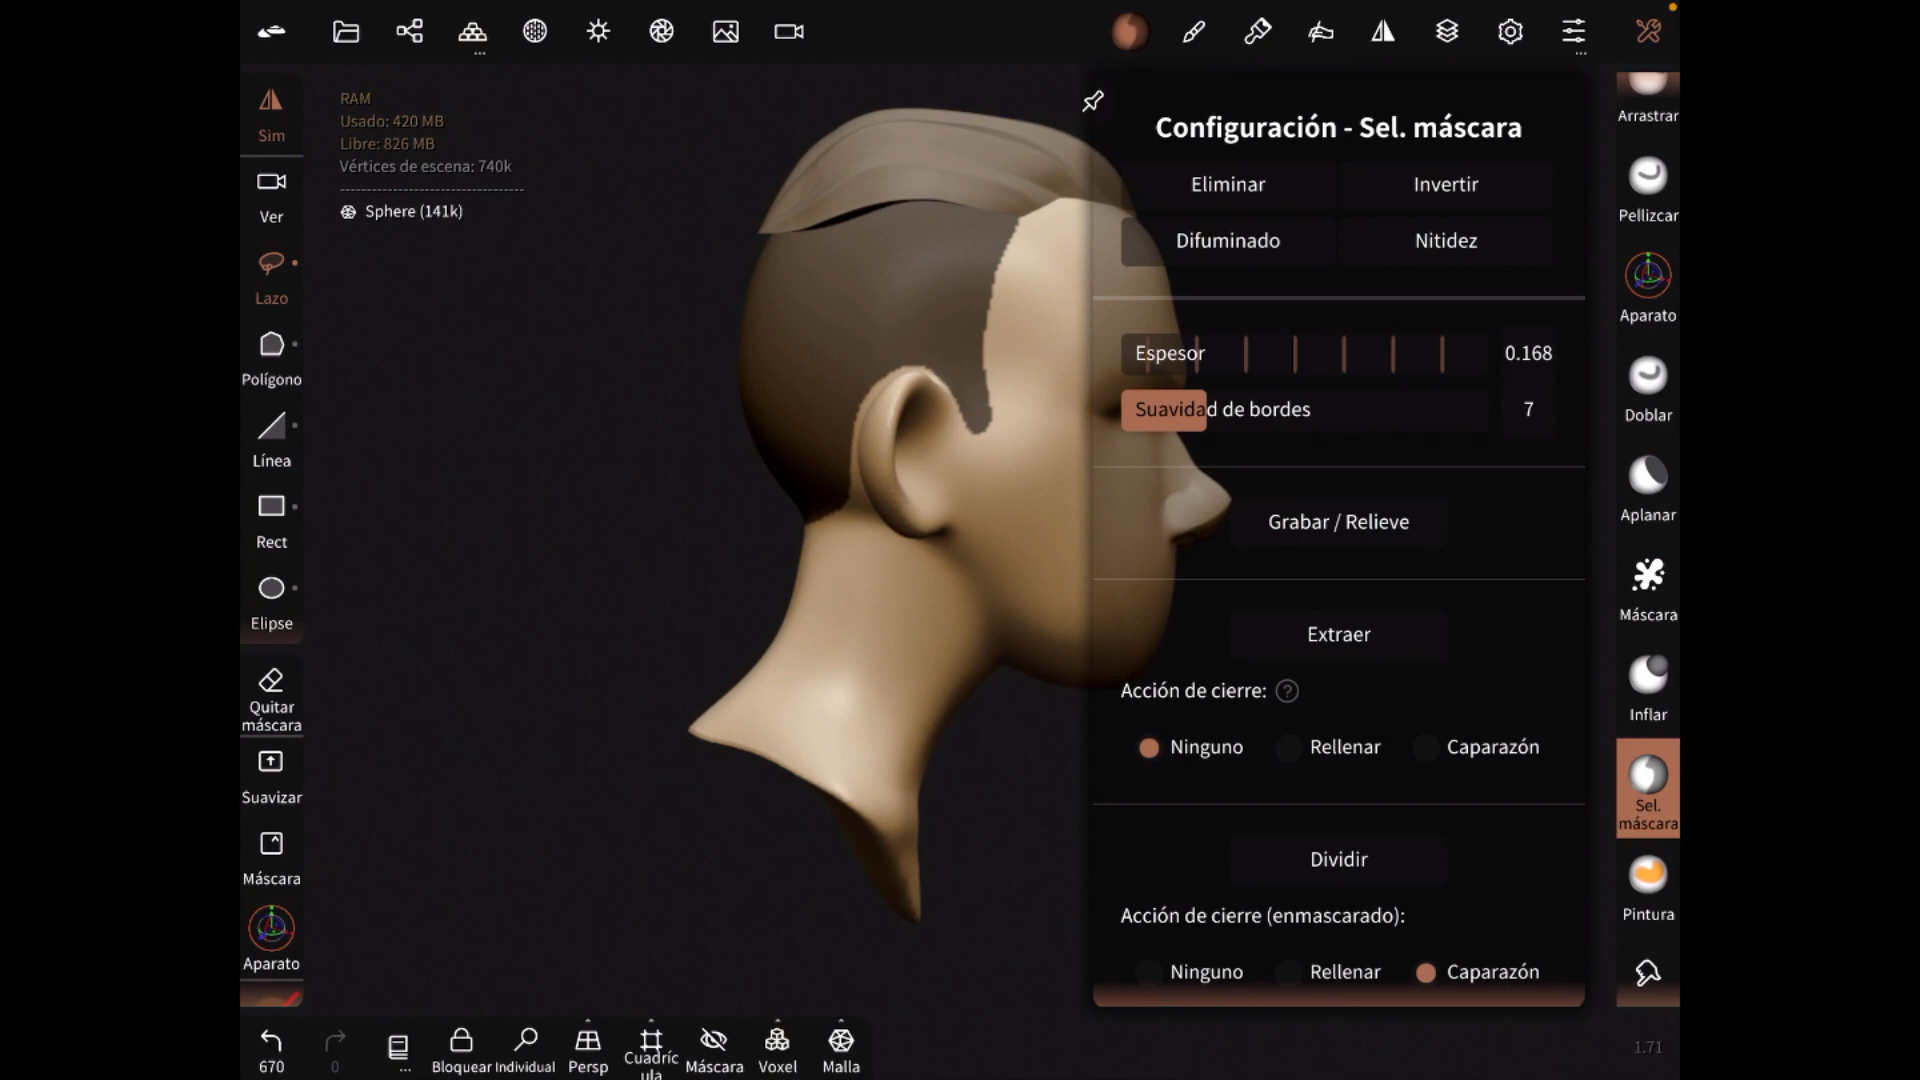 RAM
Usado: 420 MB
Libre: 826 MB
Vértices de escena: 740k
Sphere (141k)
Sim
Ver
Lazo
Polígono
Línea
Rect
Elipse
Quitar
máscara
Suavizar
Máscara
Aparato
Configuración - Sel. máscara
Eliminar Invertir
Difuminado Nitidez
Espesor 0.168
Suavidad de bordes 7
Grabar / Relieve
Extraer
Acción de cierre: ?
Ninguno Rellenar Caparazón
Dividir
Acción de cierre (enmascarado):
Ninguno Rellenar Caparazón
Arrastrar
Pellizcar
Aparato
Doblar
Aplanar
Máscara
Inflar
Sel.
máscara
Pintura
670
0
...
Bloquear
Individual
Persp
Cuadríc
ula
Máscara
Voxel
Malla
1.71